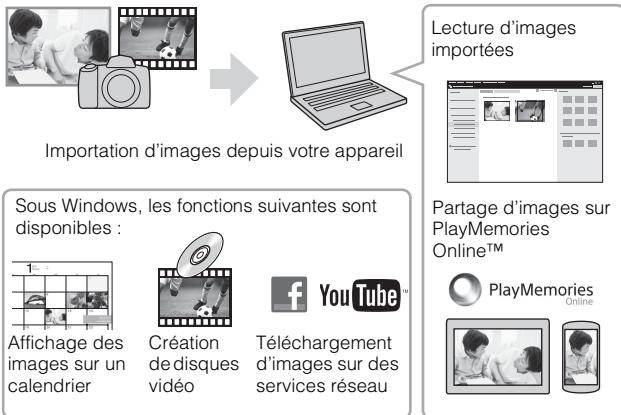 Importation d'images depuis votre appareil
Lecture d'images
importées
Partage d'images sur
PlayMemories
Online™
PlayMemories
Online
Sous Windows, les fonctions suivantes sont
disponibles :
1
f
YouTube™
Affichage des
images sur un
calendrier
Création
de disques
vidéo
Téléchargement
d'images sur des
services réseau